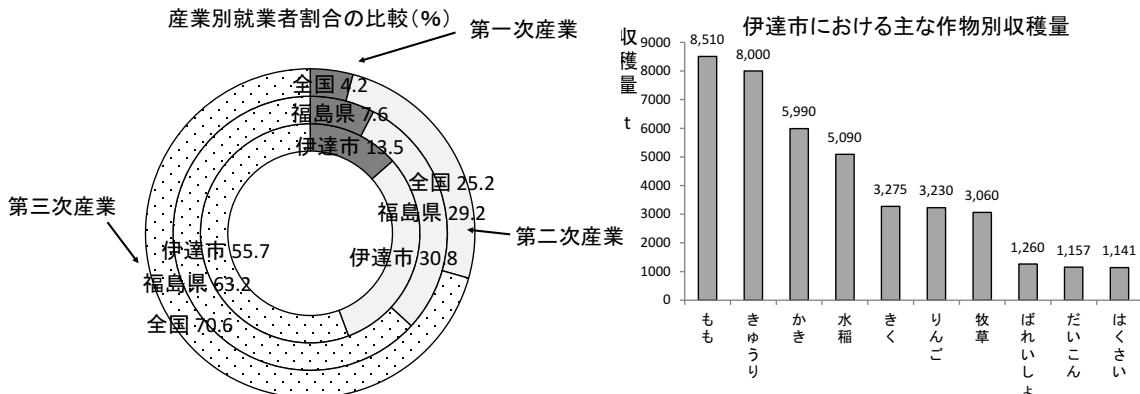 産業別就業者割合の比較(%)
第一次産業
全国 4.2
福島県 7.6
伊達市 13.5
全国 25.2
福島県 29.2
伊達市 30.8
第二次産業
第三次産業
伊達市 55.7
福島県 63.2
全国 70.6
伊達市における主な作物別収穫量
収穫量
t
9000
8000
7000
6000
5000
4000
3000
2000
1000
0
8,510
8,000
5,990
5,090
3,275
3,230
3,060
1,260
1,157
1,141
もも
きゅうり
かき
水稲
きく
りんご
牧草
ばれいしょ
だいこん
はくさい